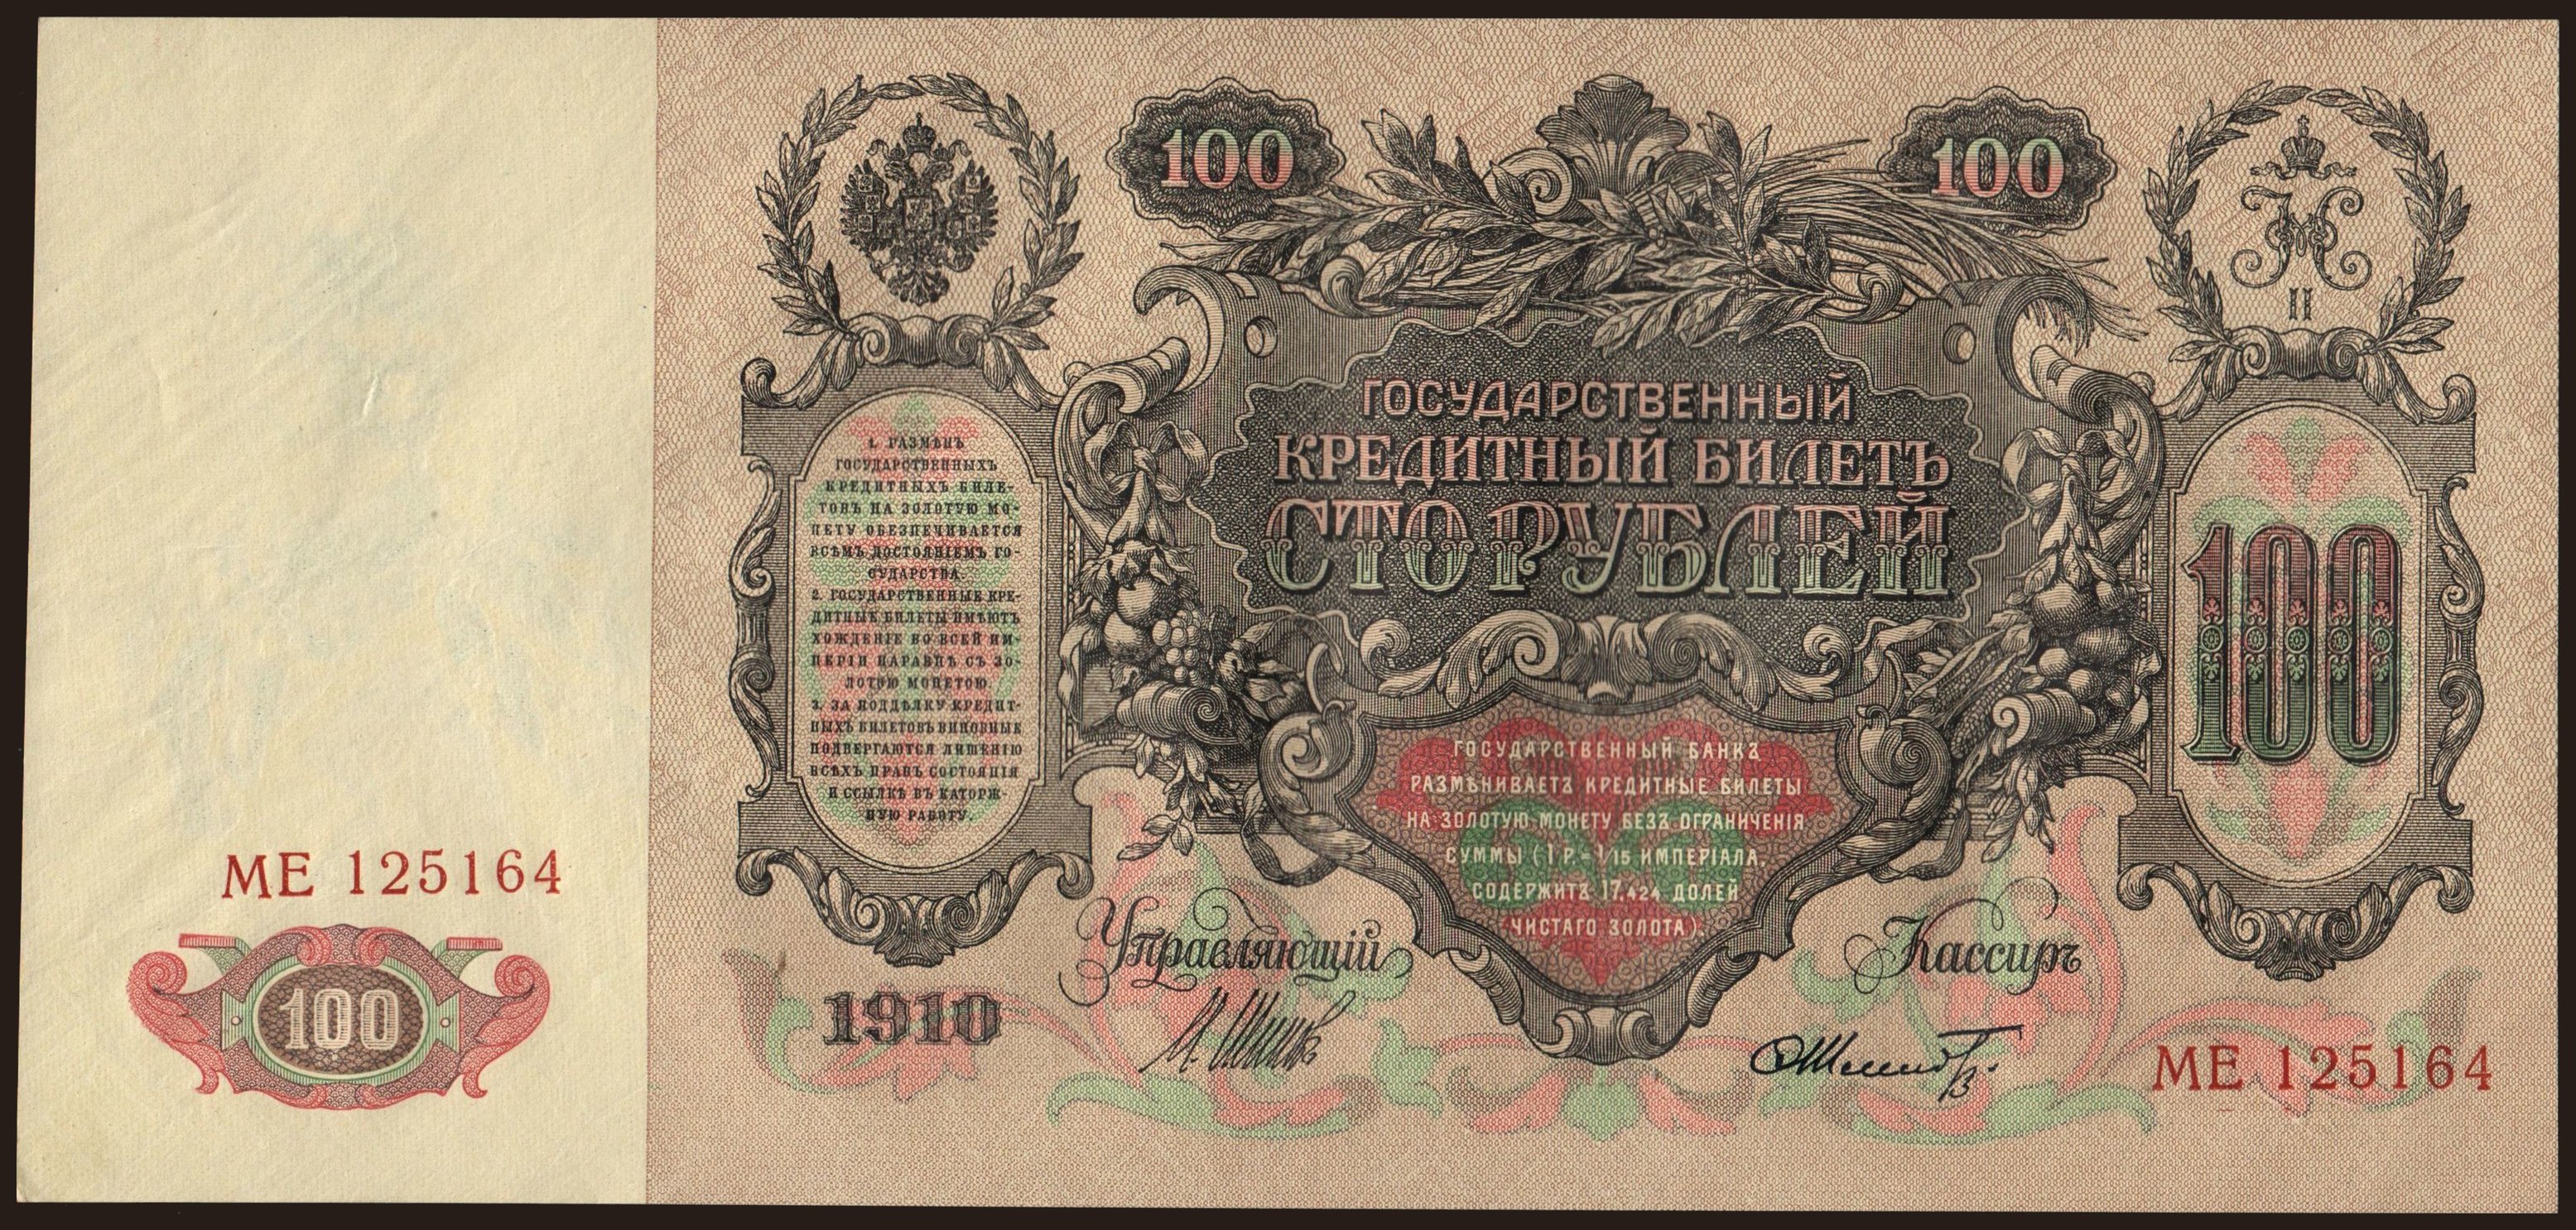 100
100
II
ГОСУДАРСТВЕННЫЙ
КРЕДИТНЫЙ БИЛЕТЪ
СТО РУБЛЕЙ
1. РАЗМѢНЪ
ГОСУДАРСТВЕННЫХЪ
КРЕДИТНЫХЪ БИЛЕ-
ТОВЪ НА ЗОЛОТУЮ МО-
НЕТУ ОБЕЗПЕЧИВАЕТСЯ
ВСѢМЪ ДОСТОЯНІЕМЪ ГО-
СУДАРСТВА.
2. ГОСУДАРСТВЕННЫЕ КРЕ-
ДИТНЫЕ БИЛЕТЫ ИМѢЮТЪ
ХОЖДЕНІЕ ВО ВСЕЙ ИМ-
ПЕРІИ НАРАВНѢ СЪ ЗО-
ЛОТОЮ МОНЕТОЮ.
3. ЗА ПОДДѢЛКУ КРЕДИТ-
НЫХЪ БИЛЕТОВЪ ВИНОВНЫЕ
ПОДВЕРГАЮТСЯ ЛИШЕНІЮ
ВСѢХЪ ПРАВЪ СОСТОЯНІЯ
И ССЫЛКѢ ВЪ КАТОРЖ-
НУЮ РАБОТУ.
100
ГОСУДАРСТВЕННЫЙ БАНКЪ
РАЗМѢНИВАЕТЪ КРЕДИТНЫЕ БИЛЕТЫ
НА ЗОЛОТУЮ МОНЕТУ БЕЗЪ ОГРАНИЧЕНІЯ
СУММЫ (1 Р.= 1/15 ИМПЕРІАЛА,
СОДЕРЖИТЪ 17,424 ДОЛЕЙ
ЧИСТАГО ЗОЛОТА).
МЕ 125164
100
1910
Управляющій
Кассиръ
МЕ 125164